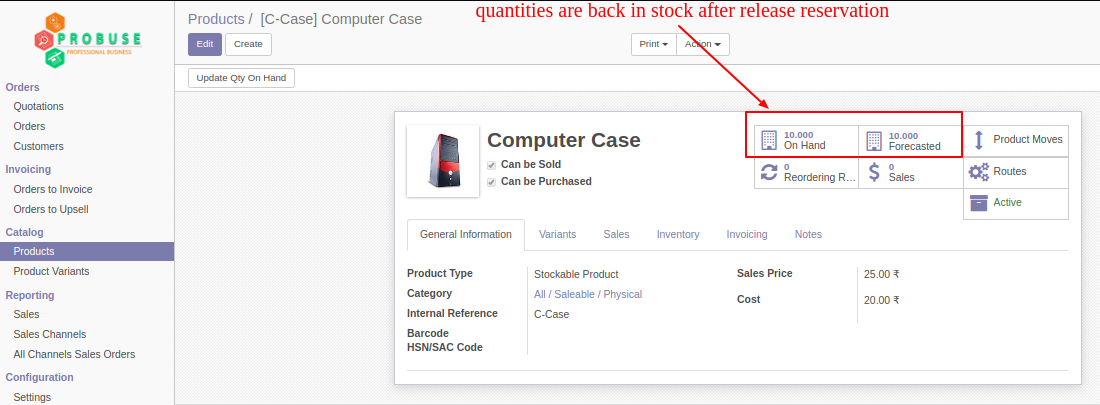 quantities are back in stock after release reservation
Products / [C-Case] Computer Case
Edit Create Print Action
Update Qty On Hand
PROBUSE
PROFESSIONAL BUSINESS
Orders
Quotations
Orders
Customers
Invoicing
Orders to Invoice
Orders to Upsell
Catalog
Products
Product Variants
Reporting
Sales
Sales Channels
All Channels Sales Orders
Configuration
Settings
Computer Case
Can be Sold
Can be Purchased
10.000
On Hand
10.000
Forecasted
Product Moves
0
Reordering R...
0
Sales
Routes
Active
General Information Variants Sales Inventory Invoicing Notes
Product Type Stockable Product
Category All / Saleable / Physical
Internal Reference C-Case
Barcode
HSN/SAC Code
Sales Price 25.00 ₹
Cost 20.00 ₹